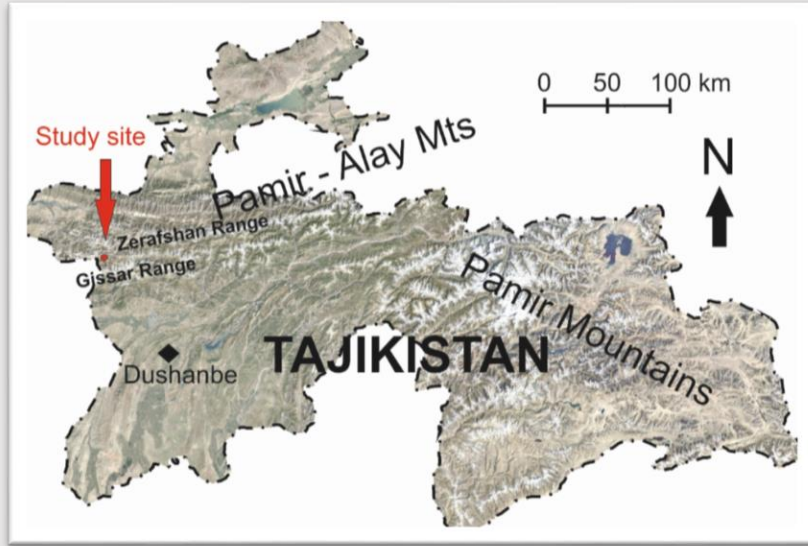 0 50 100 km
Study site
Pamir - Alay Mts
N
Zerafshan Range
Gissar Range
Pamir Mountains
TAJIKISTAN
Dushanbe